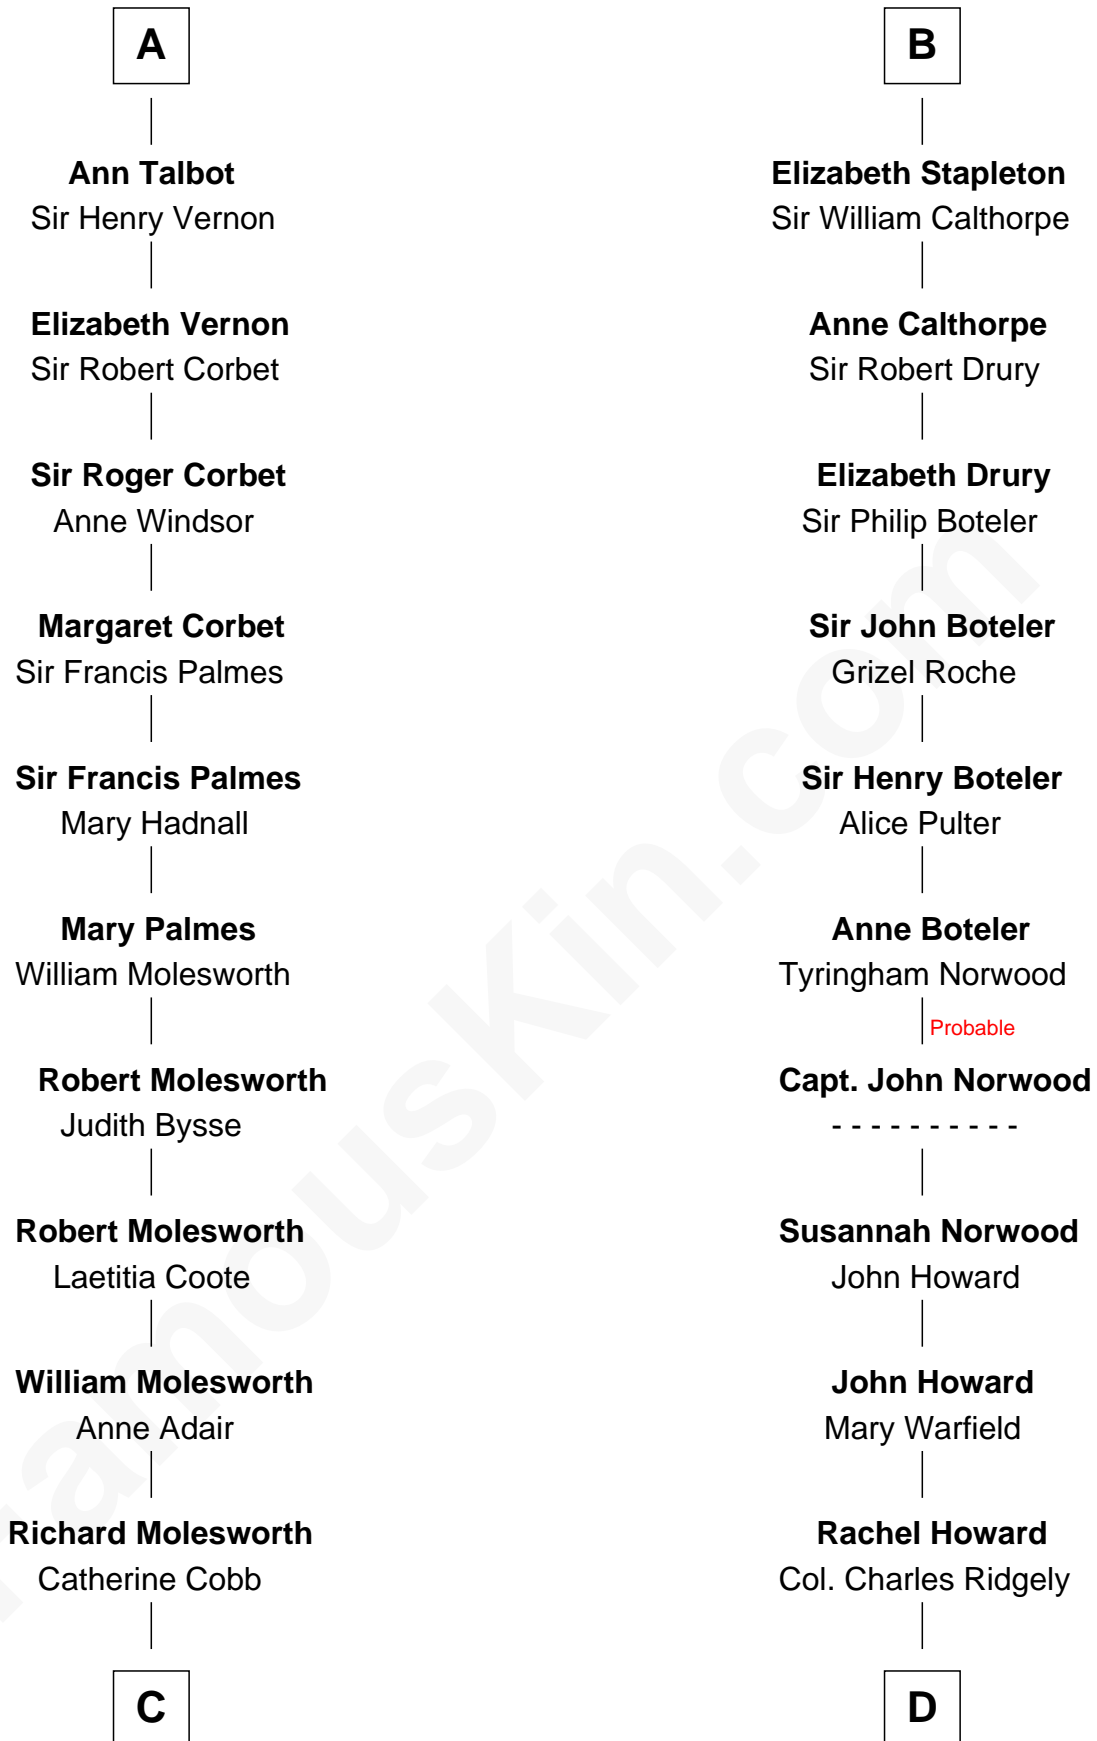 A
Ann Talbot
Sir Henry Vernon
Elizabeth Vernon
Sir Robert Corbet
Sir Roger Corbet
Anne Windsor
Margaret Corbet
Sir Francis Palmes
Sir Francis Palmes
Mary Hadnall
Mary Palmes
William Molesworth
Robert Molesworth
Judith Bysse
Robert Molesworth
Laetitia Coote
William Molesworth
Anne Adair
Richard Molesworth
Catherine Cobb
C
B
Elizabeth Stapleton
Sir William Calthorpe
Anne Calthorpe
Sir Robert Drury
Elizabeth Drury
Sir Philip Boteler
Sir John Boteler
Grizel Roche
Sir Henry Boteler
Alice Pulter
Anne Boteler
Tyringham Norwood
Probable
Capt. John Norwood
- - - - - - - - - -
Susannah Norwood
John Howard
John Howard
Mary Warfield
Rachel Howard
Col. Charles Ridgely
D
FamousKin.com